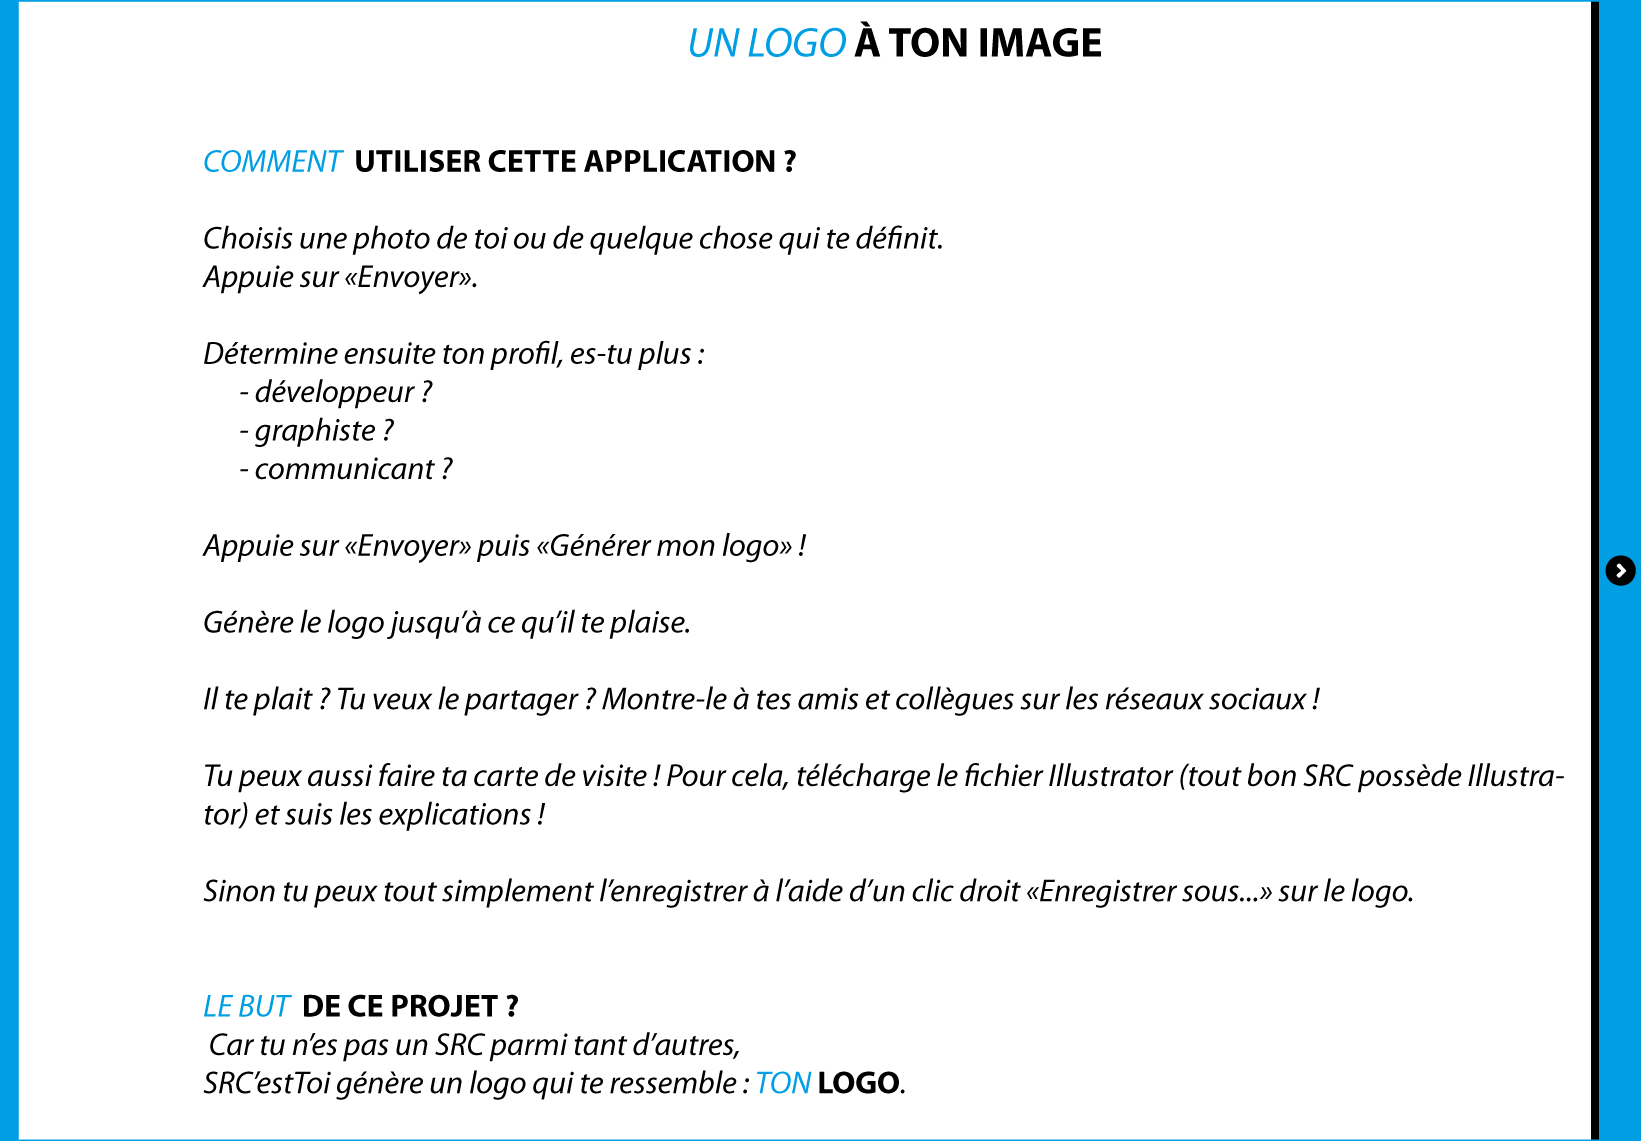 UN LOGO À TON IMAGE
COMMENT UTILISER CETTE APPLICATION ?
Choisis une photo de toi ou de quelque chose qui te définit.
Appuie sur «Envoyer».
Détermine ensuite ton profil, es-tu plus :
- développeur ?
- graphiste ?
- communicant ?
Appuie sur «Envoyer» puis «Générer mon logo» !
Génère le logo jusqu’à ce qu’il te plaise.
Il te plait ? Tu veux le partager ? Montre-le à tes amis et collègues sur les réseaux sociaux !
Tu peux aussi faire ta carte de visite ! Pour cela, télécharge le fichier Illustrator (tout bon SRC possède Illustra-
tor) et suis les explications !
Sinon tu peux tout simplement l’enregistrer à l’aide d’un clic droit «Enregistrer sous...» sur le logo.
LE BUT DE CE PROJET ?
Car tu n’es pas un SRC parmi tant d’autres,
SRC’estToi génère un logo qui te ressemble : TON LOGO.